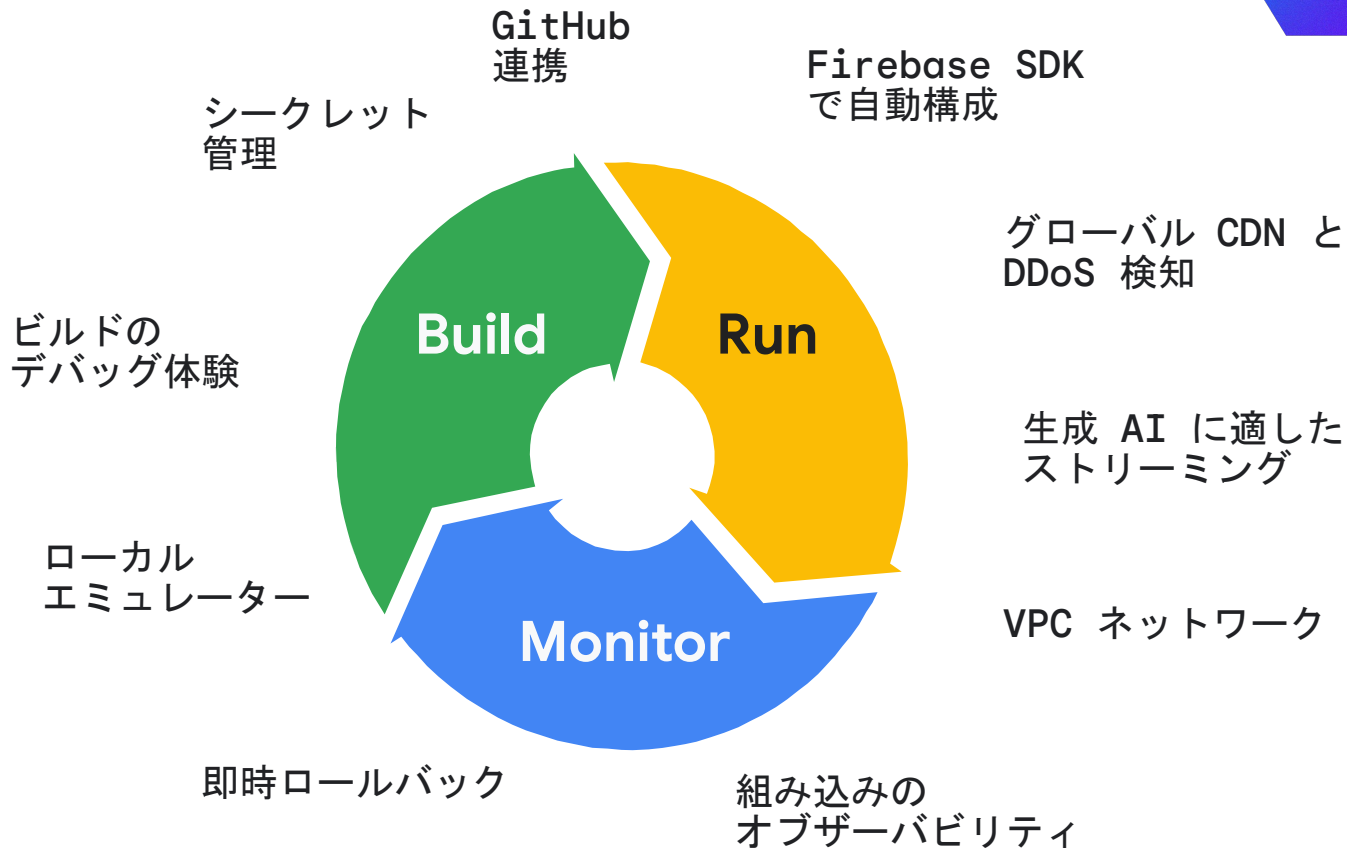 GitHub
連携
Firebase SDK
で自動構成
シークレット
管理
グローバル CDN と
DDoS 検知
Build
Run
ビルドの
デバッグ体験
生成 AI に適した
ストリーミング
ローカル
エミュレーター
VPC ネットワーク
Monitor
即時ロールバック
組み込みの
オブザーバビリティ